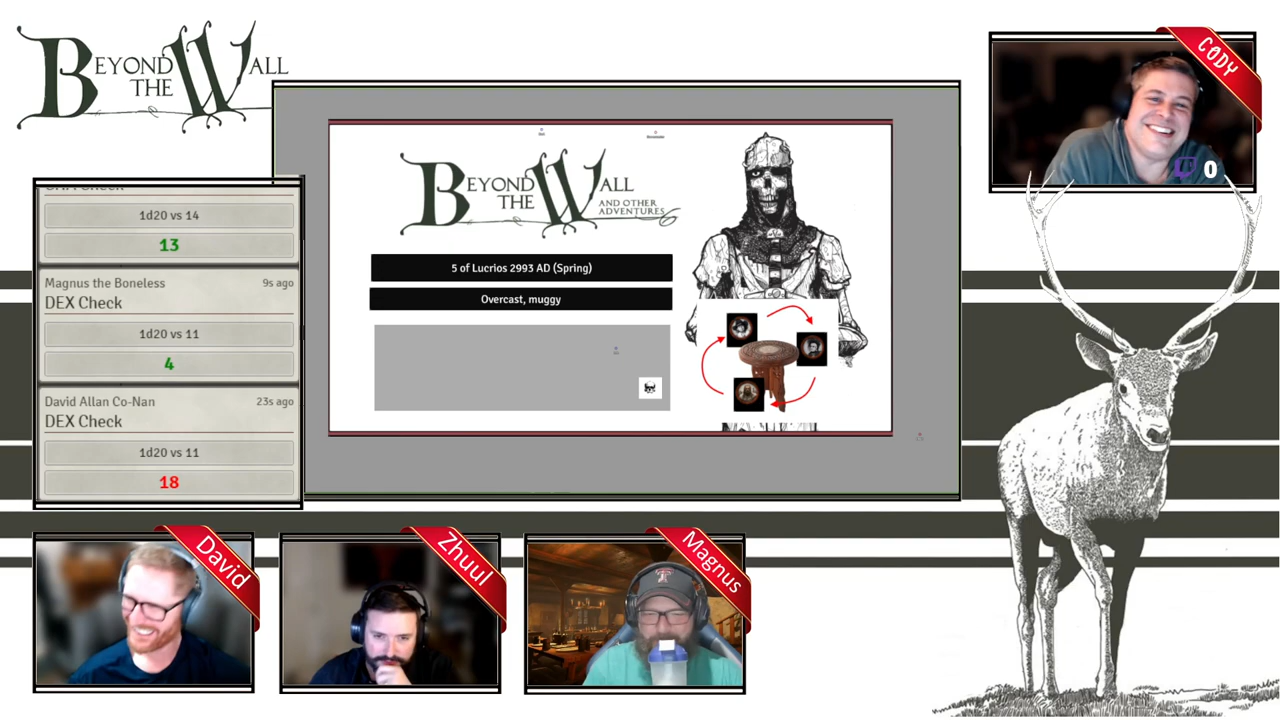 BEYOND THE WALL
CODY
0
BEYOND THE WALL
AND OTHER
ADVENTURES
5 of Lucrios 2993 AD (Spring)
Overcast, muggy
Check
1d20 vs 14
13
Magnus the Boneless 9s ago
DEX Check
1d20 vs 11
4
David Allan Co-Nan 23s ago
DEX Check
1d20 vs 11
18
David
Zhuul
Magnus
T